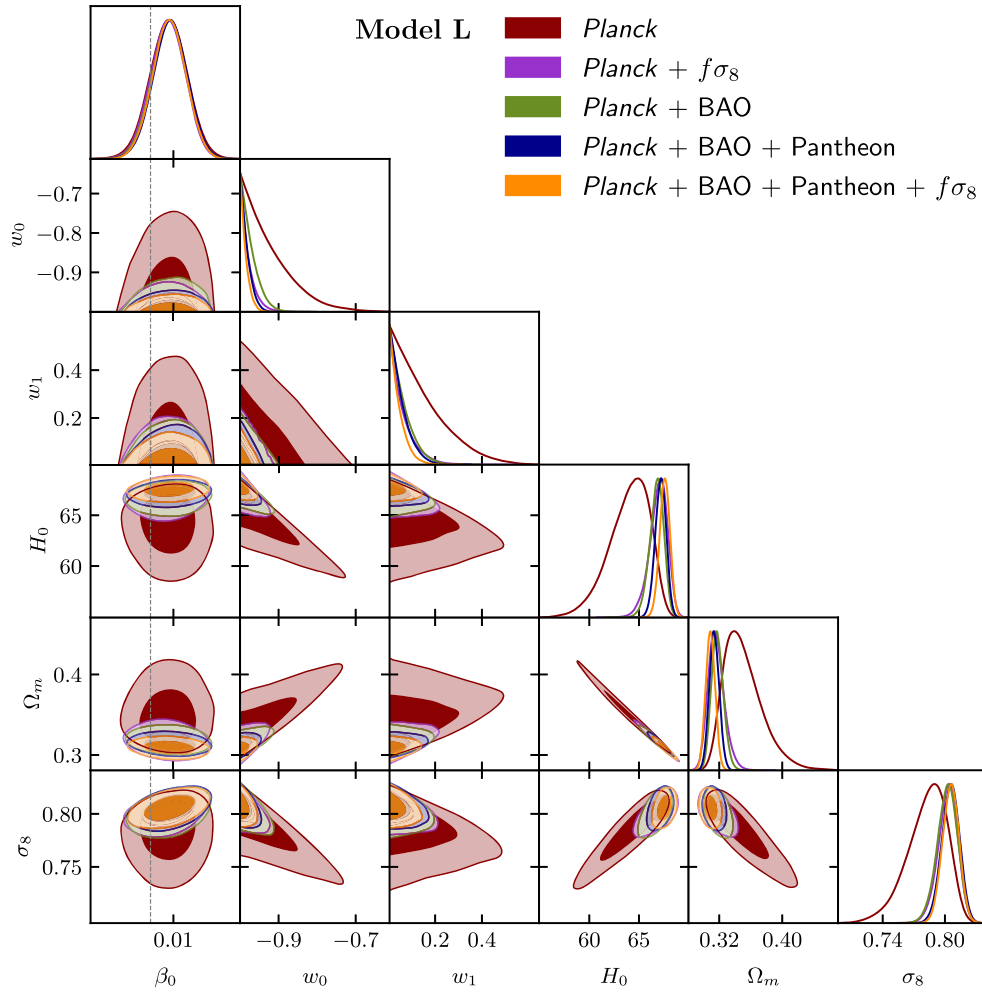 Model L
Planck
Planck + fσ₈
Planck + BAO
Planck + BAO + Pantheon
Planck + BAO + Pantheon + fσ₈
w₀
−0.7
−0.8
−0.9
w₁
0.4
0.2
H₀
65
60
Ωₘ
0.4
0.3
σ₈
0.80
0.75
0.01
−0.9 −0.7
0.2 0.4
60 65
0.32 0.40
0.74 0.80
β₀ w₀ w₁ H₀ Ωₘ σ₈